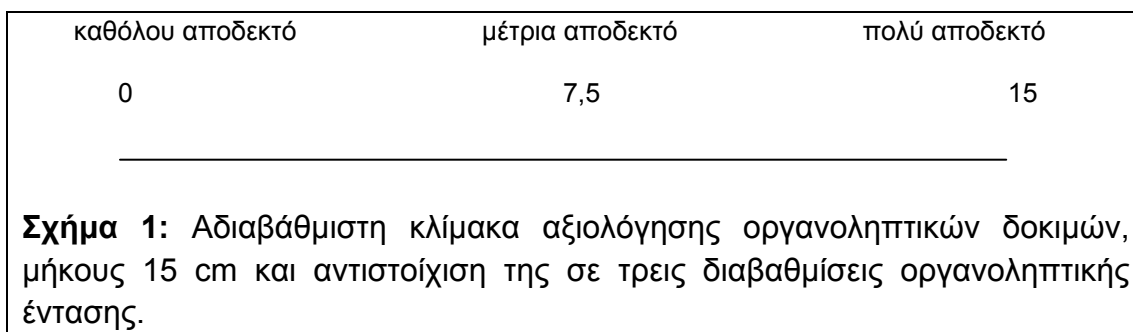 καθόλου αποδεκτό μέτρια αποδεκτό πολύ αποδεκτό
0 7,5 15
Σχήμα 1: Αδιαβάθμιστη κλίμακα αξιολόγησης οργανοληπτικών δοκιμών,
μήκους 15 cm και αντιστοίχιση της σε τρεις διαβαθμίσεις οργανοληπτικής
έντασης.